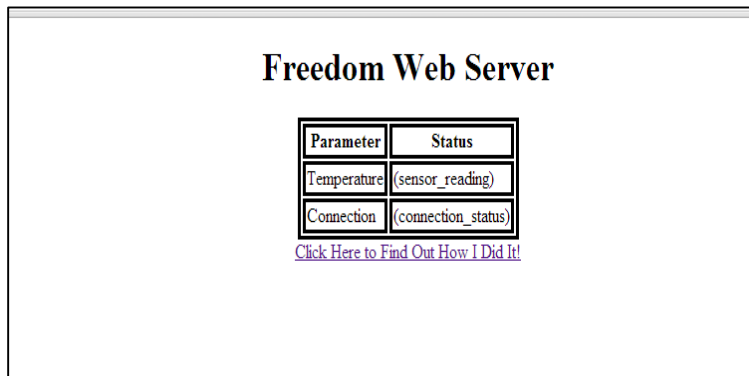 Freedom Web Server
Parameter Status
Temperature (sensor_reading)
Connection (connection_status)
Click Here to Find Out How I Did It!